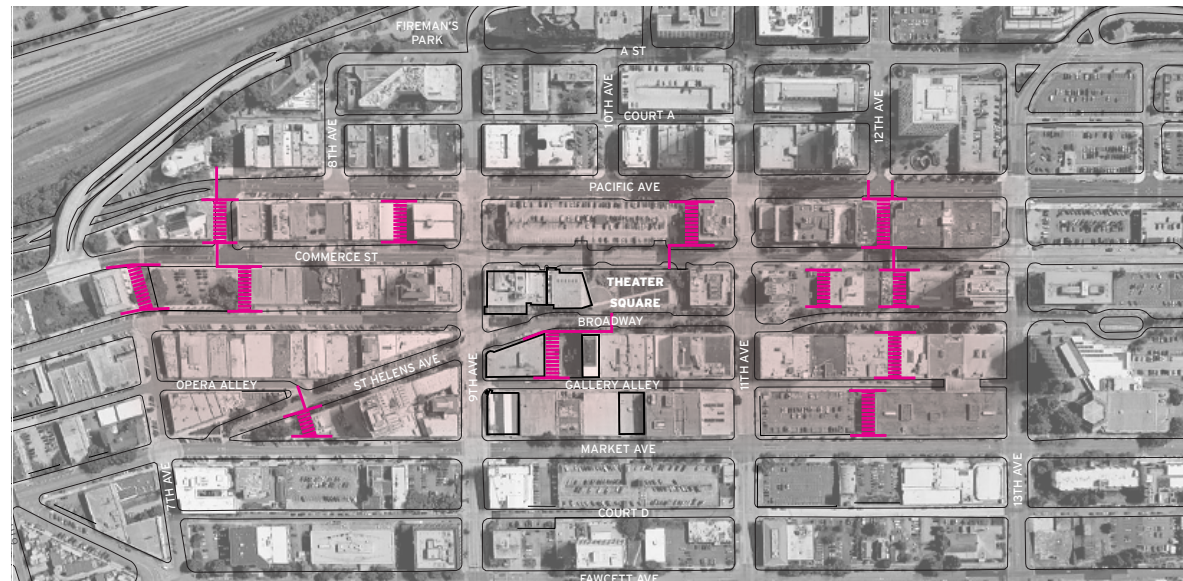 FIREMAN'S
PARK
A ST
10TH AVE
COURT A
8TH AVE
12TH AVE
PACIFIC AVE
COMMERCE ST
THEATER
SQUARE
BROADWAY
ST HELENS AVE
OPERA ALLEY
9TH AVE
11TH AVE
GALLERY ALLEY
MARKET AVE
7TH AVE
13TH AVE
COURT D
FAWCETT AVE